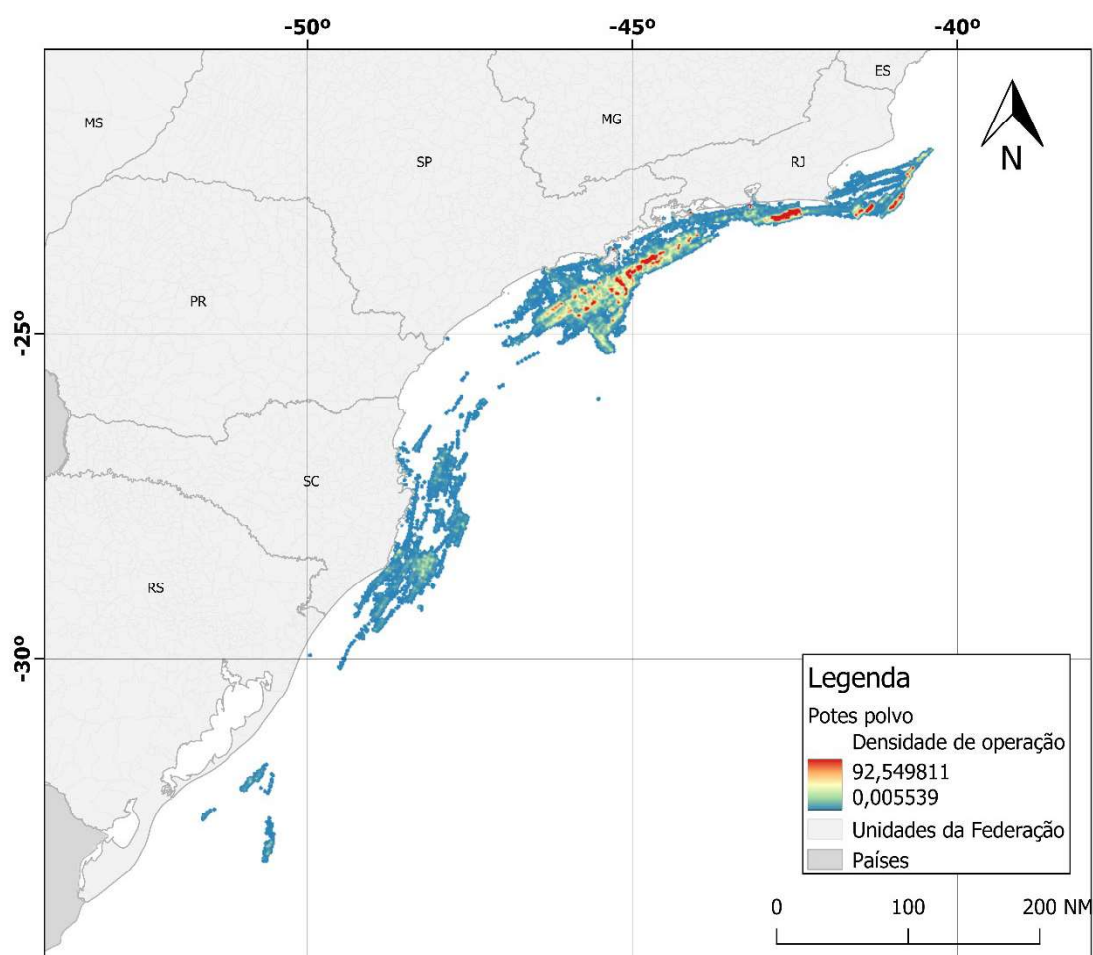 -50º -45º -40º
ES
MS
MG
N
SP
RJ
PR
-25º
SC
RS
-30º
Legenda
Potes polvo
Densidade de operação
92,549811
0,005539
Unidades da Federação
Países
0 100 200 NM